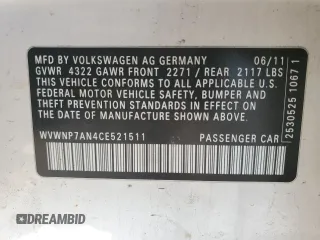 MFD BY VOLKSWAGEN AG GERMANY 06/11
GVWR 4322 GAWR FRONT 2271 / REAR 2117 LBS
THIS VEHICLE CONFORMS TO ALL APPLICABLE
FEDERAL MOTOR VEHICLE SAFETY, BUMPER,
AND THEFT PREVENTION STANDARDS IN EFFECT
ON THE DATE OF MANUFACTURE SHOWN ABOVE.
WVWNP7AN4CE521511 PASSENGER CAR
2530525 1067 1
DREAMBID